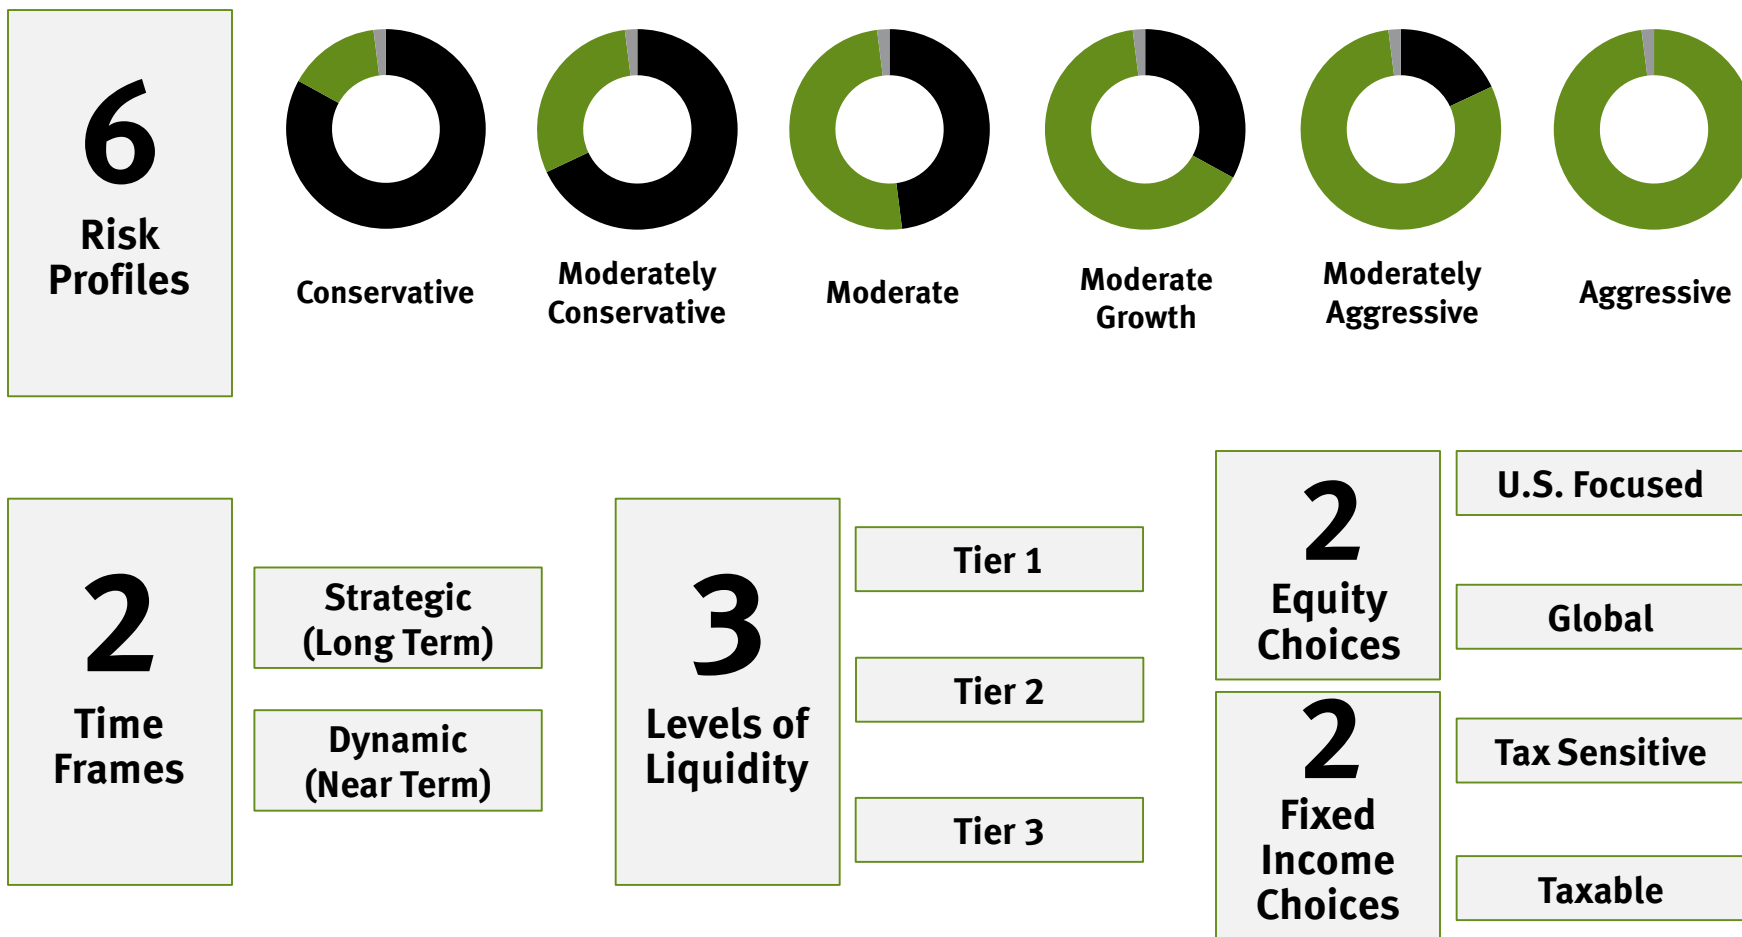 6
Risk
Profiles
Conservative
Moderately
Conservative
Moderate
Moderate
Growth
Moderately
Aggressive
Aggressive
2
Time
Frames
Strategic
(Long Term)
Dynamic
(Near Term)
3
Levels of
Liquidity
Tier 1
Tier 2
Tier 3
2
Equity
Choices
U.S. Focused
Global
2
Fixed
Income
Choices
Tax Sensitive
Taxable